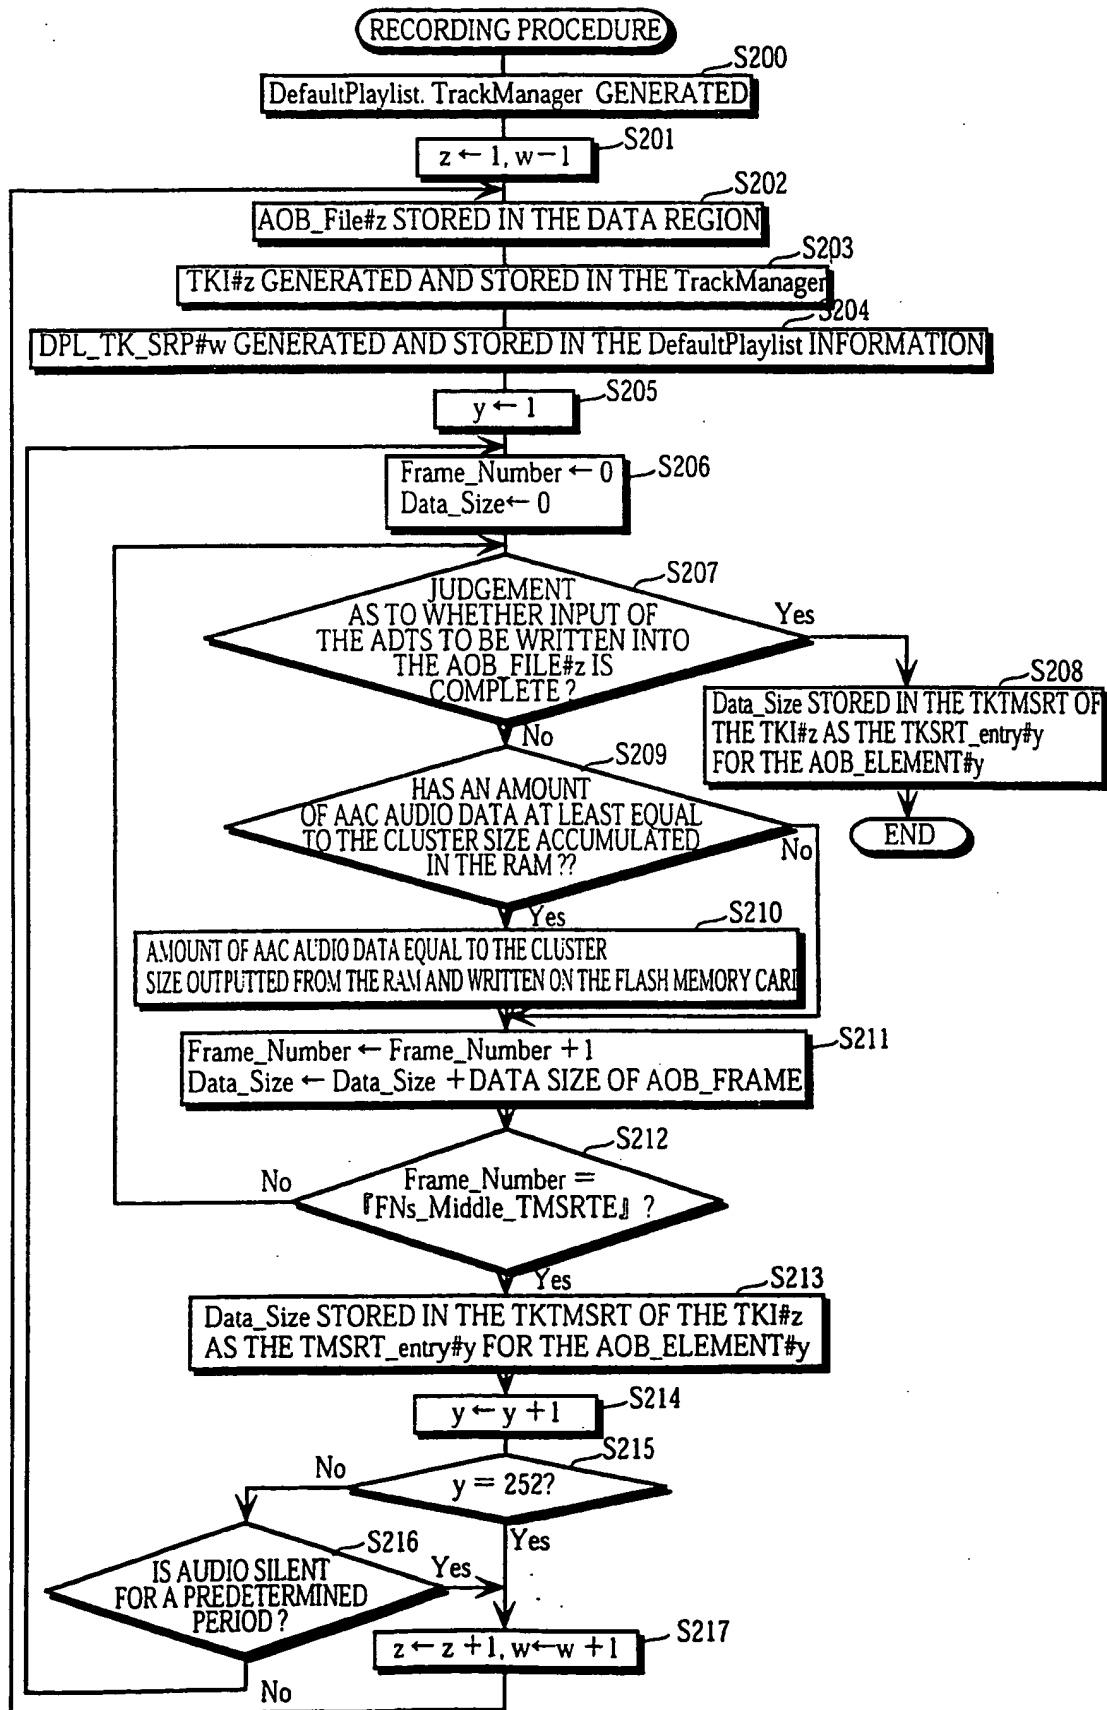 RECORDING PROCEDURE
S200
DefaultPlaylist. TrackManager GENERATED
S201
z ← 1, w−1
S202
AOB_File#z STORED IN THE DATA REGION
S203
TKI#z GENERATED AND STORED IN THE TrackManager
S204
DPL_TK_SRP#w GENERATED AND STORED IN THE DefaultPlaylist INFORMATION
S205
y ← 1
S206
Frame_Number ← 0
Data_Size← 0
S207
JUDGEMENT
AS TO WHETHER INPUT OF
THE ADTS TO BE WRITTEN INTO
THE AOB_FILE#z IS
COMPLETE ?
Yes
No
S208
Data_Size STORED IN THE TKTMSRT OF
THE TKI#z AS THE TKSRT_entry#y
FOR THE AOB_ELEMENT#y
END
S209
HAS AN AMOUNT
OF AAC AUDIO DATA AT LEAST EQUAL
TO THE CLUSTER SIZE ACCUMULATED
IN THE RAM ??
No
Yes
S210
AMOUNT OF AAC AUDIO DATA EQUAL TO THE CLUSTER
SIZE OUTPUTTED FROM THE RAM AND WRITTEN ON THE FLASH MEMORY CARD
S211
Frame_Number ← Frame_Number + 1
Data_Size ← Data_Size + DATA SIZE OF AOB_FRAME
S212
Frame_Number =
『FNs_Middle_TMSRTE』 ?
No
Yes
S213
Data_Size STORED IN THE TKTMSRT OF THE TKI#z
AS THE TMSRT_entry#y FOR THE AOB_ELEMENT#y
S214
y ← y + 1
S215
y = 252?
No
Yes
S216
IS AUDIO SILENT
FOR A PREDETERMINED
PERIOD ?
Yes
No
S217
z ← z + 1, w←w + 1